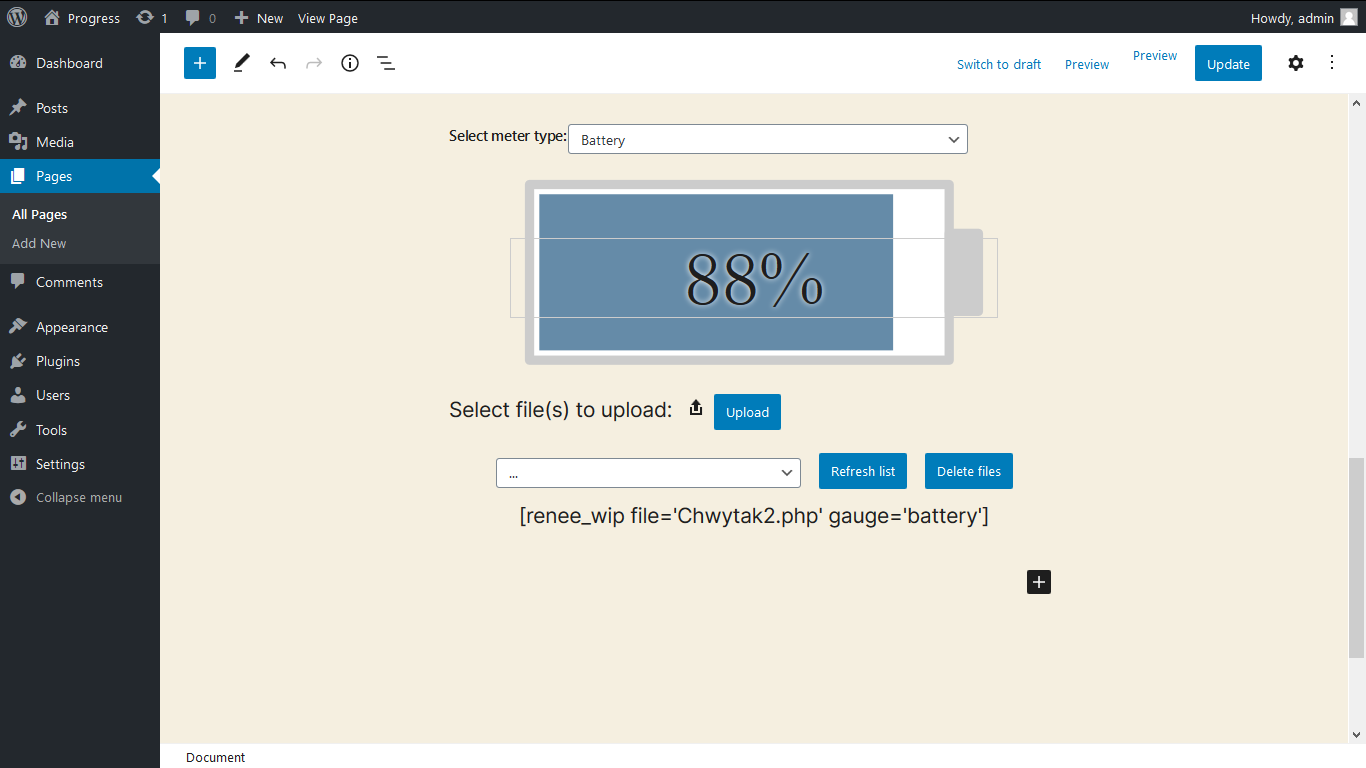 Progress 1 0 New View Page Howdy, admin
Dashboard
Posts
Media
Pages
All Pages
Add New
Comments
Appearance
Plugins
Users
Tools
Settings
Collapse menu
Switch to draft Preview Preview Update
Select meter type: Battery
88%
Select file(s) to upload: Upload
... Refresh list Delete files
[renee_wip file='Chwytak2.php' gauge='battery']
Document